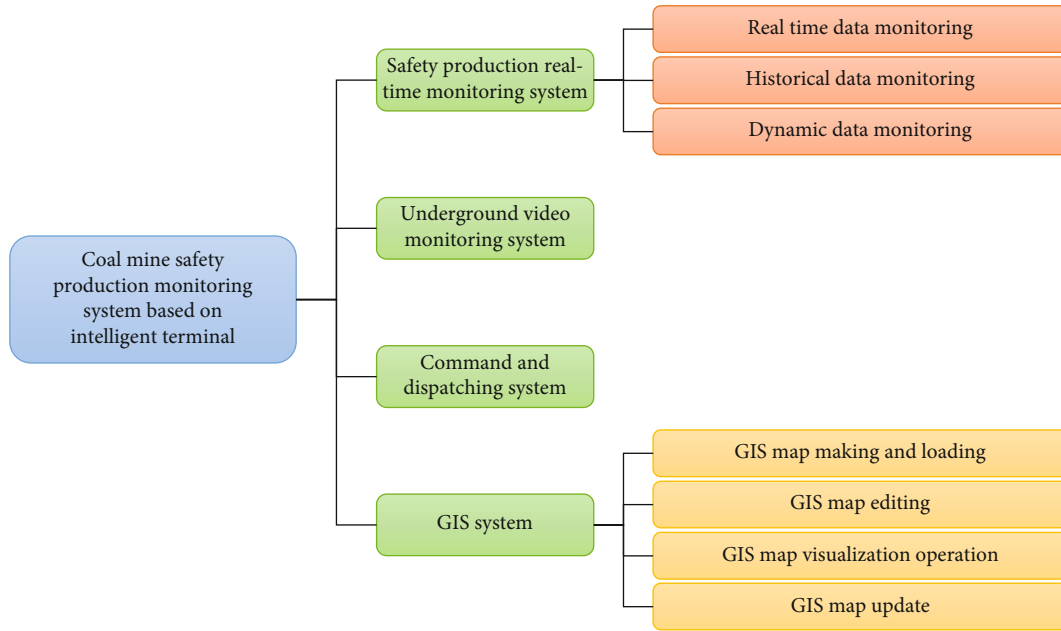 Coal mine safety
production monitoring
system based on
intelligent terminal
Safety production real-
time monitoring system
Real time data monitoring
Historical data monitoring
Dynamic data monitoring
Underground video
monitoring system
Command and
dispatching system
GIS system
GIS map making and loading
GIS map editing
GIS map visualization operation
GIS map update